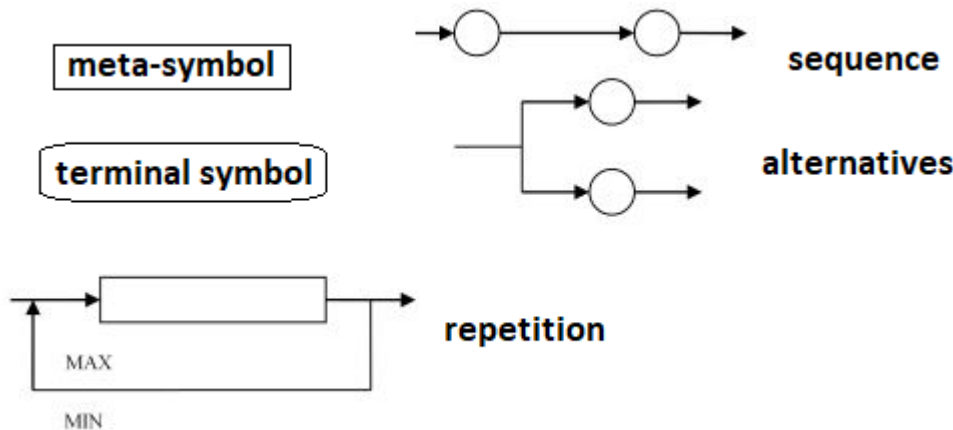 meta-symbol
sequence
terminal symbol
alternatives
repetition
MAX
MIN